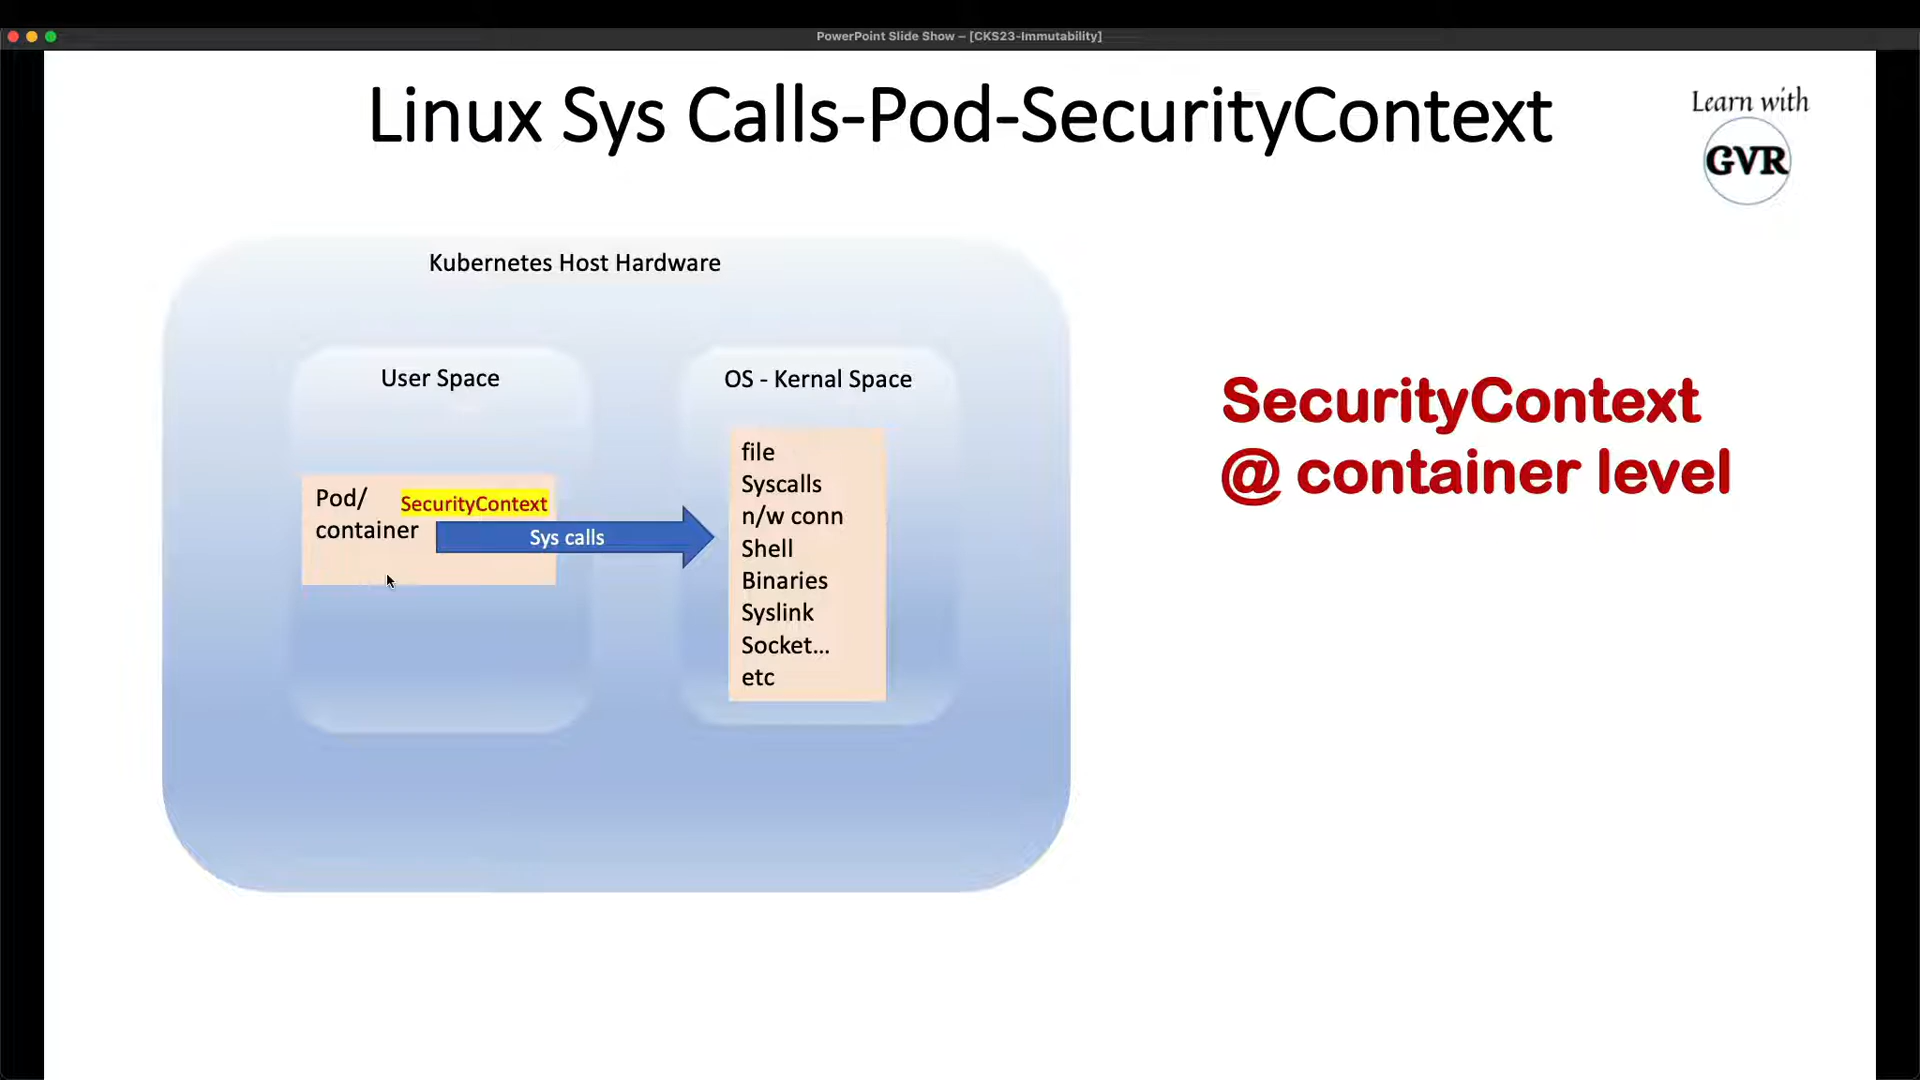 PowerPoint Slide Show – [CKS23-Immutability]
Linux Sys Calls-Pod-SecurityContext
Learn with
GVR
Kubernetes Host Hardware
User Space
OS - Kernal Space
Pod/
container
SecurityContext
Sys calls
file
Syscalls
n/w conn
Shell
Binaries
Syslink
Socket...
etc
SecurityContext
@ container level